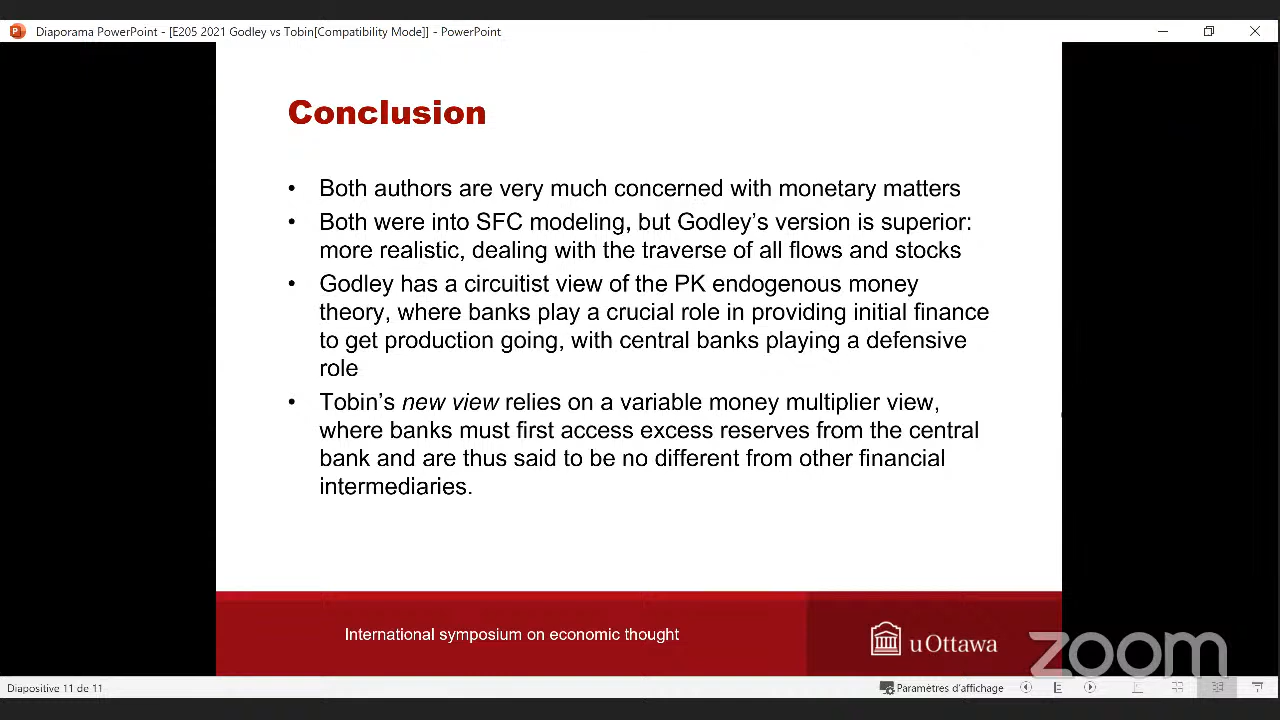 Diaporama PowerPoint - [E205 2021 Godley vs Tobin[Compatibility Mode]] - PowerPoint
Conclusion
• Both authors are very much concerned with monetary matters
• Both were into SFC modeling, but Godley’s version is superior:
more realistic, dealing with the traverse of all flows and stocks
• Godley has a circuitist view of the PK endogenous money
theory, where banks play a crucial role in providing initial finance
to get production going, with central banks playing a defensive
role
• Tobin’s new view relies on a variable money multiplier view,
where banks must first access excess reserves from the central
bank and are thus said to be no different from other financial
intermediaries.
International symposium on economic thought
uOttawa
zoom
Diapositive 11 de 11
Paramètres d'affichage